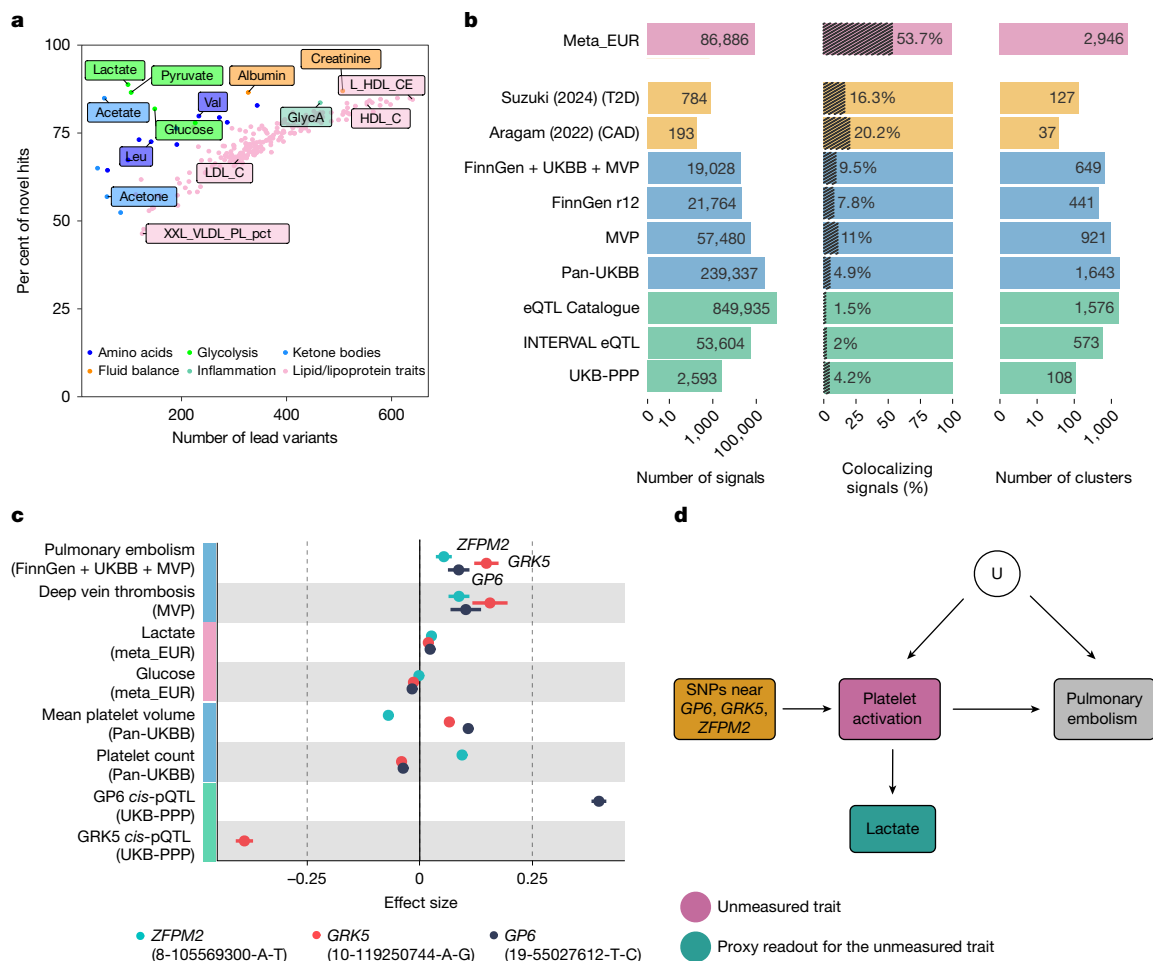 a
Per cent of novel hits
100
75
50
25
0
Lactate
Pyruvate
Albumin
Creatinine
L_HDL_CE
Acetate
Val
Glucose
GlycA
HDL_C
Leu
LDL_C
Acetone
XXL_VLDL_PL_pct
Amino acids
Glycolysis
Ketone bodies
Fluid balance
Inflammation
Lipid/lipoprotein traits
200
400
600
Number of lead variants
b
Meta_EUR
86,886
53.7%
2,946
Suzuki (2024) (T2D)
784
16.3%
127
Aragam (2022) (CAD)
193
20.2%
37
FinnGen + UKBB + MVP
19,028
9.5%
649
FinnGen r12
21,764
7.8%
441
MVP
57,480
11%
921
Pan-UKBB
239,337
4.9%
1,643
eQTL Catalogue
849,935
1.5%
1,576
INTERVAL eQTL
53,604
2%
573
UKB-PPP
2,593
4.2%
108
0
10
1,000
100,000
0
25
50
75
100
0
10
100
1,000
Number of signals
Colocalizing
signals (%)
Number of clusters
c
Pulmonary embolism
(FinnGen + UKBB + MVP)
Deep vein thrombosis
(MVP)
Lactate
(meta_EUR)
Glucose
(meta_EUR)
Mean platelet volume
(Pan-UKBB)
Platelet count
(Pan-UKBB)
GP6 cis-pQTL
(UKB-PPP)
GRK5 cis-pQTL
(UKB-PPP)
ZFPM2
GRK5
GP6
−0.25
0
0.25
Effect size
ZFPM2
(8-105569300-A-T)
GRK5
(10-119250744-A-G)
GP6
(19-55027612-T-C)
d
U
SNPs near
GP6, GRK5,
ZFPM2
Platelet
activation
Pulmonary
embolism
Lactate
Unmeasured trait
Proxy readout for the unmeasured trait